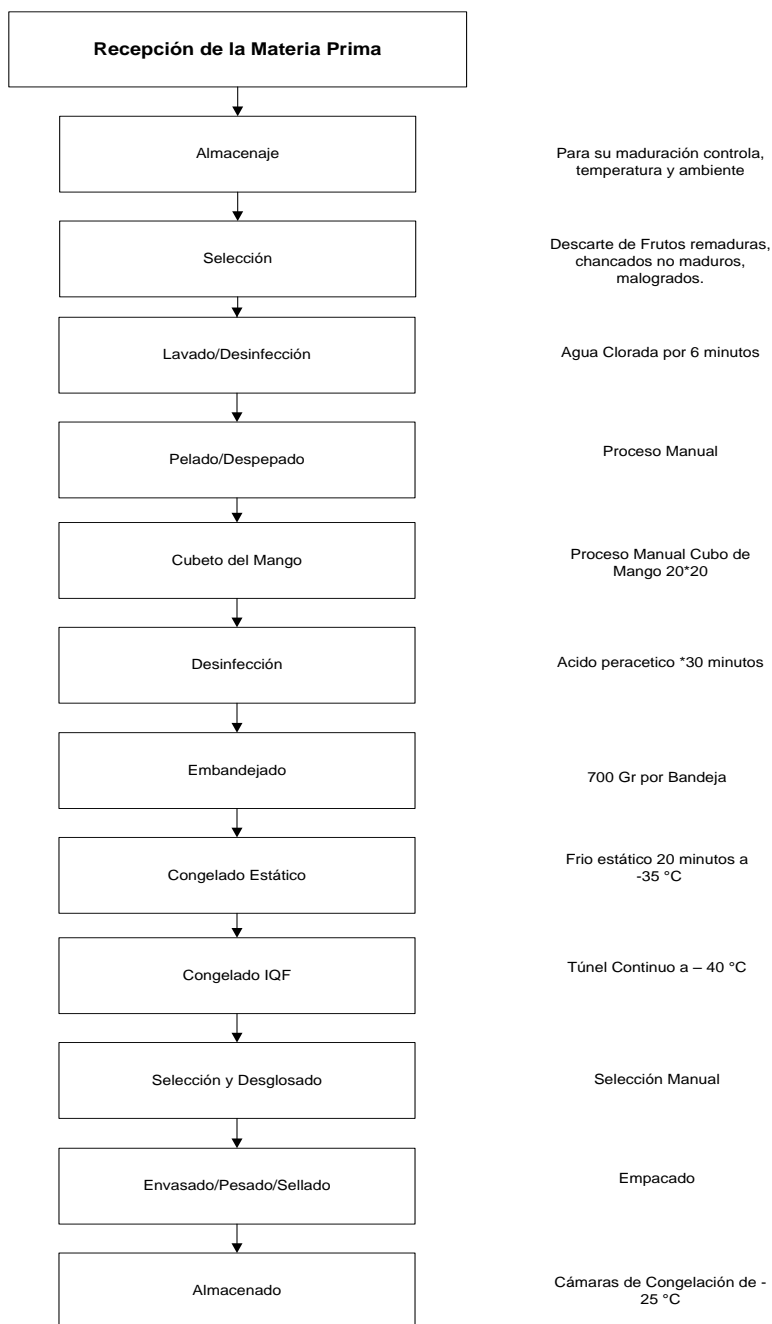 Recepción de la Materia Prima
Almacenaje
Para su maduración controla,
temperatura y ambiente
Selección
Descarte de Frutos remaduras,
chancados no maduros,
malogrados.
Lavado/Desinfección
Agua Clorada por 6 minutos
Pelado/Despepado
Proceso Manual
Cubeto del Mango
Proceso Manual Cubo de
Mango 20*20
Desinfección
Acido peracetico *30 minutos
Embandejado
700 Gr por Bandeja
Congelado Estático
Frio estático 20 minutos a
-35 °C
Congelado IQF
Túnel Continuo a – 40 °C
Selección y Desglosado
Selección Manual
Envasado/Pesado/Sellado
Empacado
Almacenado
Cámaras de Congelación de -
25 °C